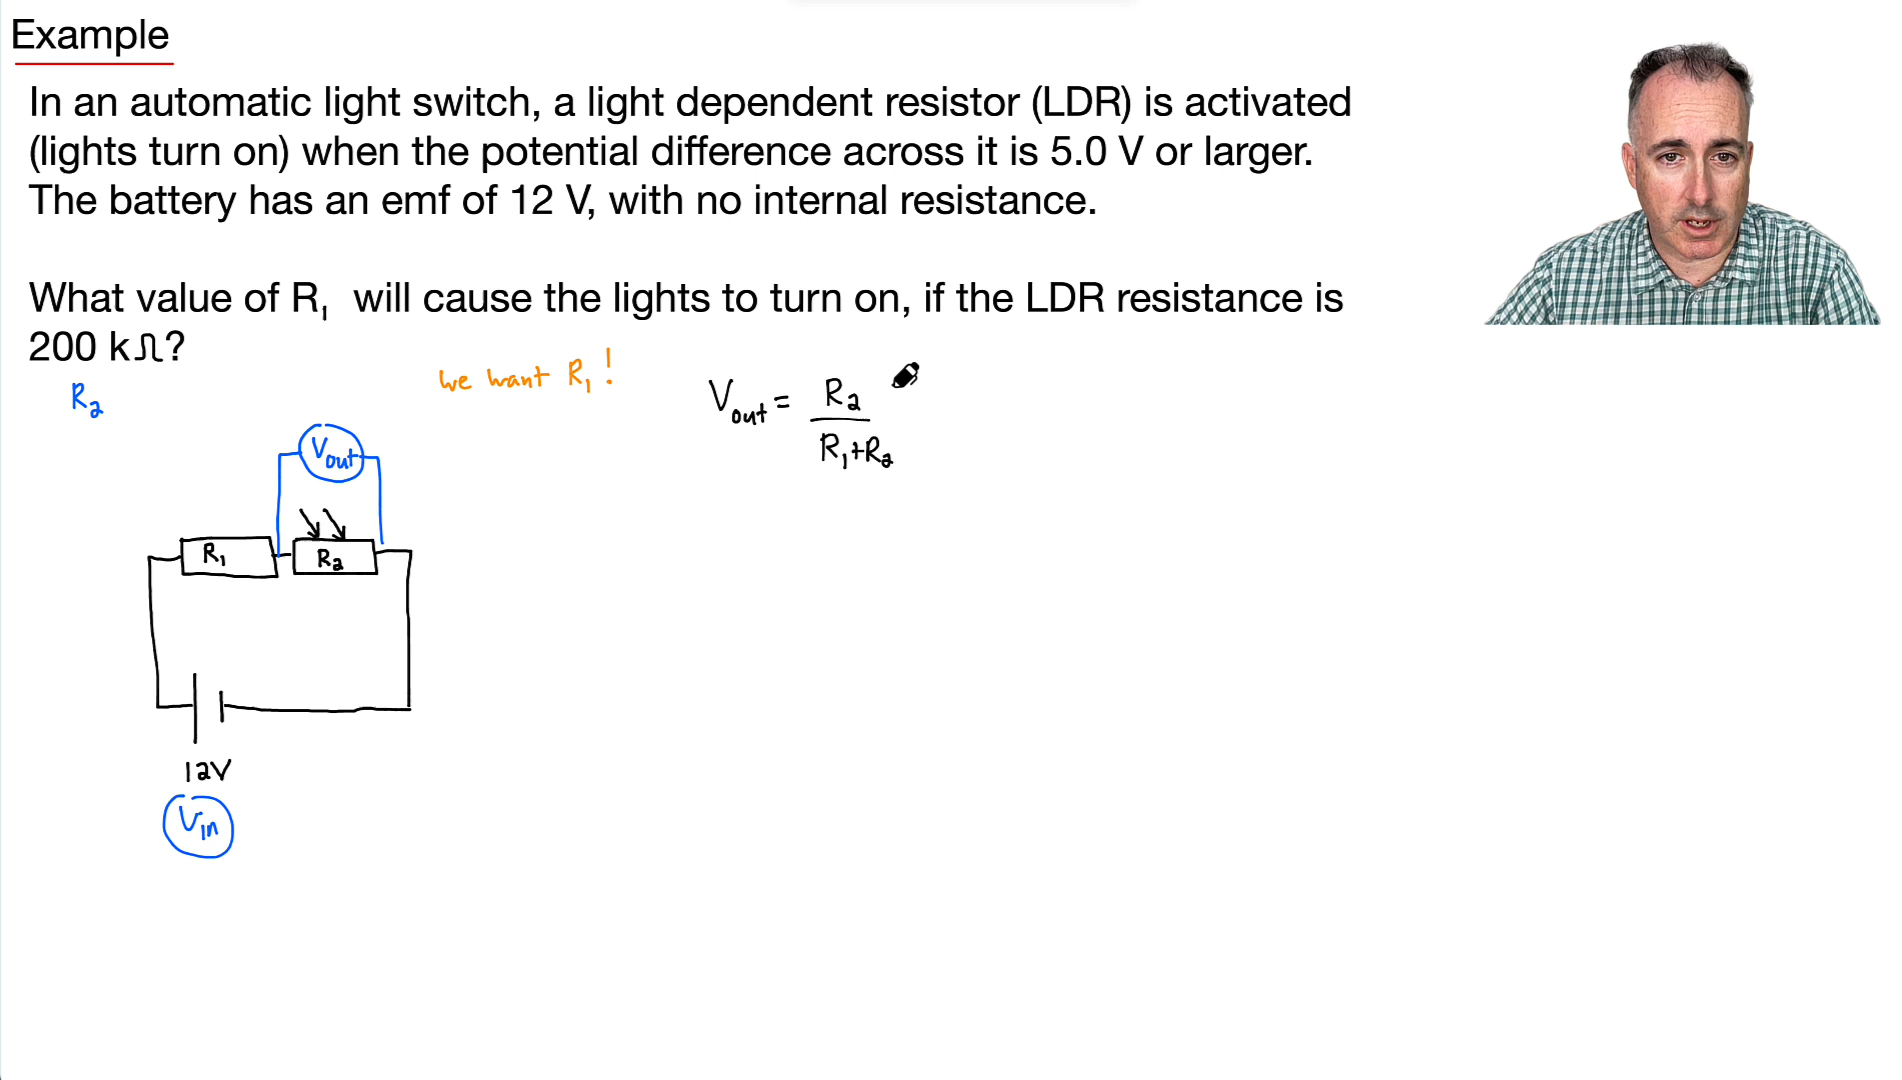 Example
In an automatic light switch, a light dependent resistor (LDR) is activated
(lights turn on) when the potential difference across it is 5.0 V or larger.
The battery has an emf of 12 V, with no internal resistance.
What value of R₁ will cause the lights to turn on, if the LDR resistance is
200 kΩ?
R₂
we want R₁!
V_out = R₂
R₁+R₂
V_out
R₁ R₂
12V
V_in